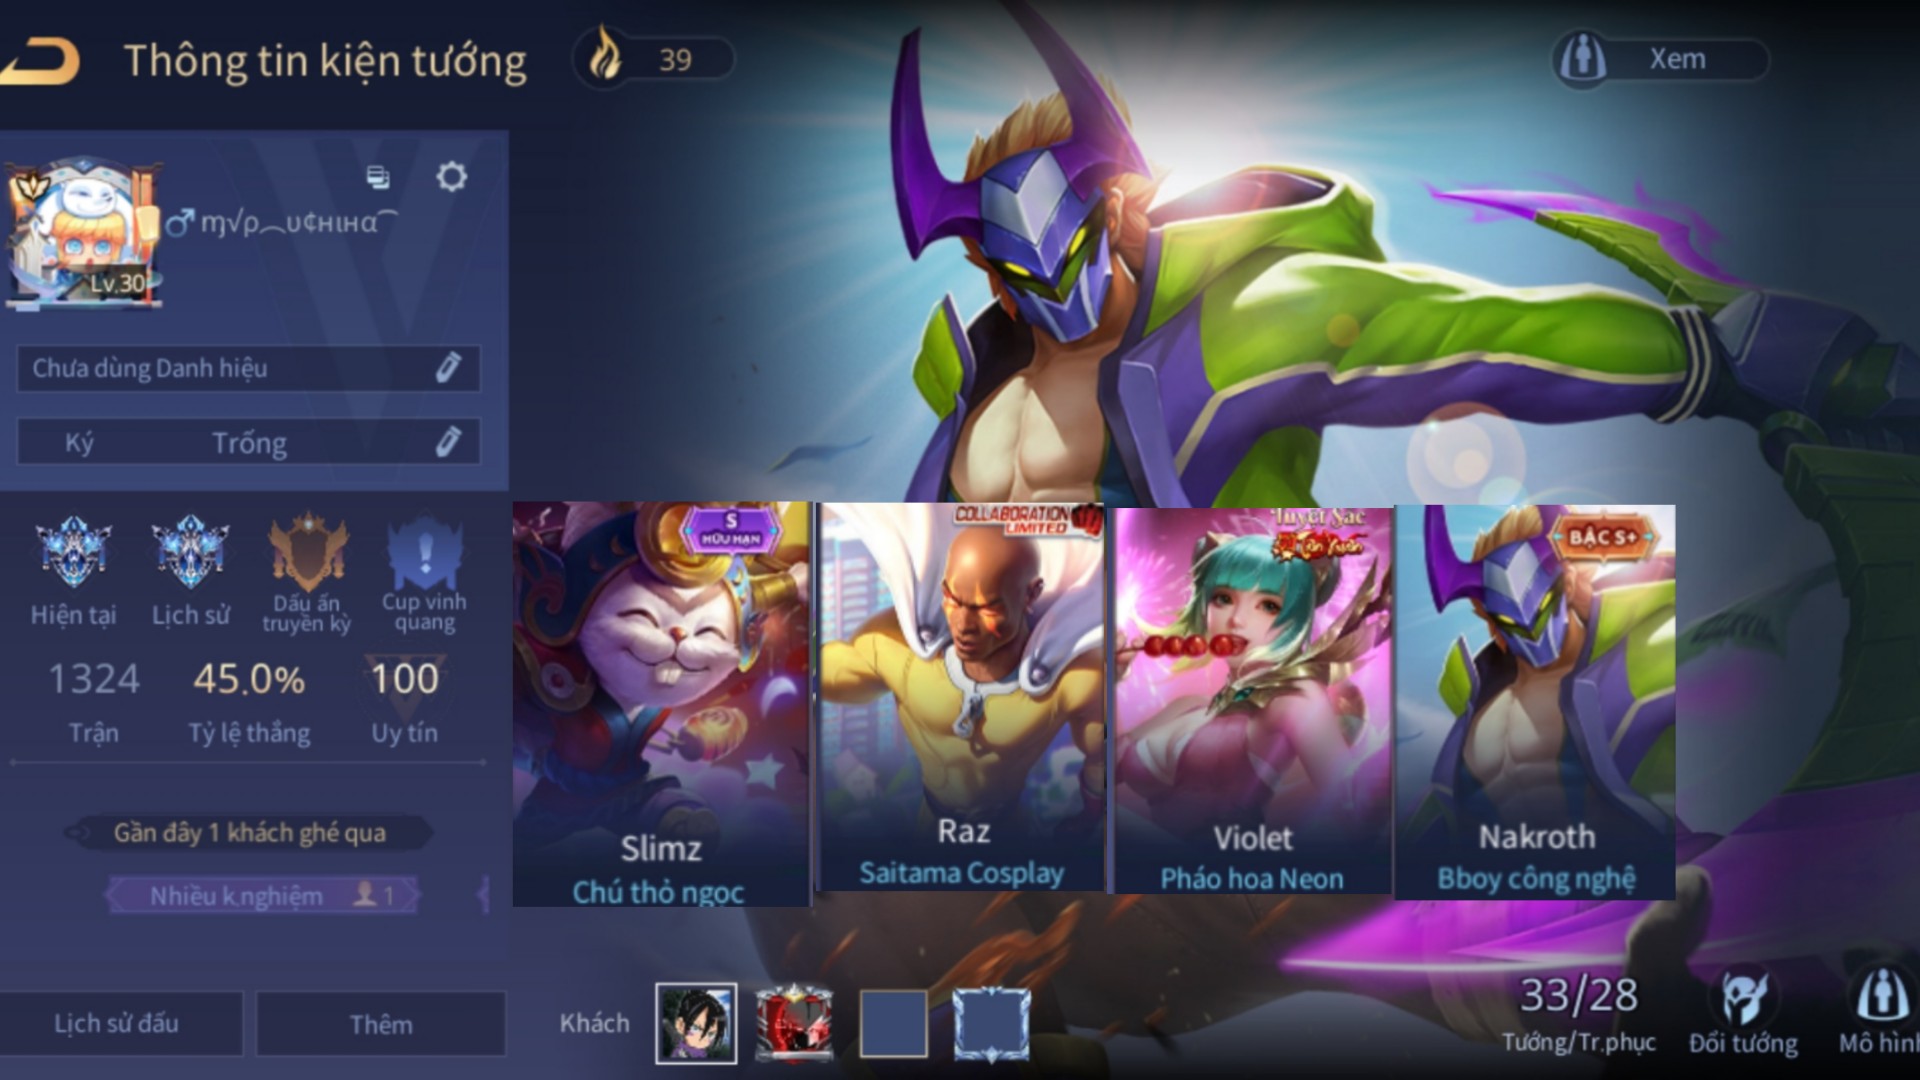 Thông tin kiện tướng
39
Xem
Lv.30
Chưa dùng Danh hiệu
Ký
Trống
Hiện tại
Lịch sử
Dấu ấn
truyền kỳ
Cup vinh
quang
1324
45.0%
100
Trận
Tỷ lệ thắng
Uy tín
Gần đây 1 khách ghé qua
Nhiều k.nghiệm
1
S
HỮU HẠN
Slimz
Chú thỏ ngọc
COLLABORATION
LIMITED
Raz
Saitama Cosplay
Tuyệt Sắc
Tân Xuân
Violet
Pháo hoa Neon
BẬC S+
Nakroth
Bboy công nghệ
Lịch sử đấu
Thêm
Khách
33/28
Tướng/Tr.phục
Đổi tướng
Mô hình